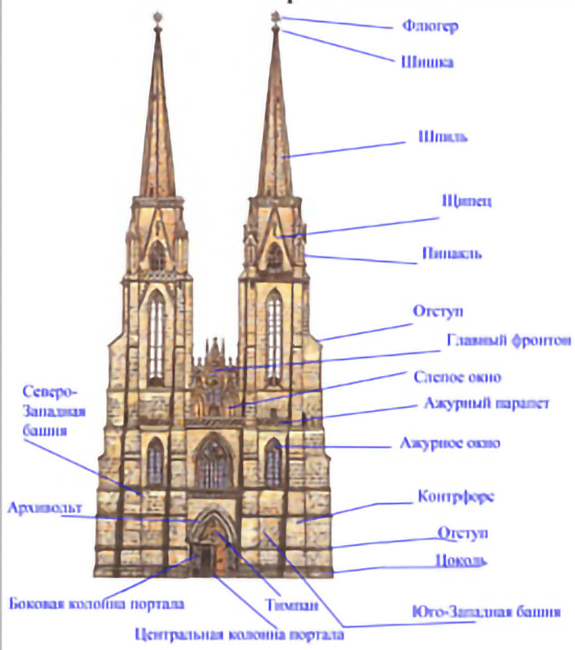 Флюгер
Шишка
Шпиль
Щипец
Пинакль
Отступ
Главный фронтон
Слепое окно
Северо-
Западная
башня
Ажурный парапет
Ажурное окно
Контрфорс
Архивольт
Отступ
Цоколь
Боковая колонна портала
Тимпан
Юго-Западная башня
Центральная колонна портала